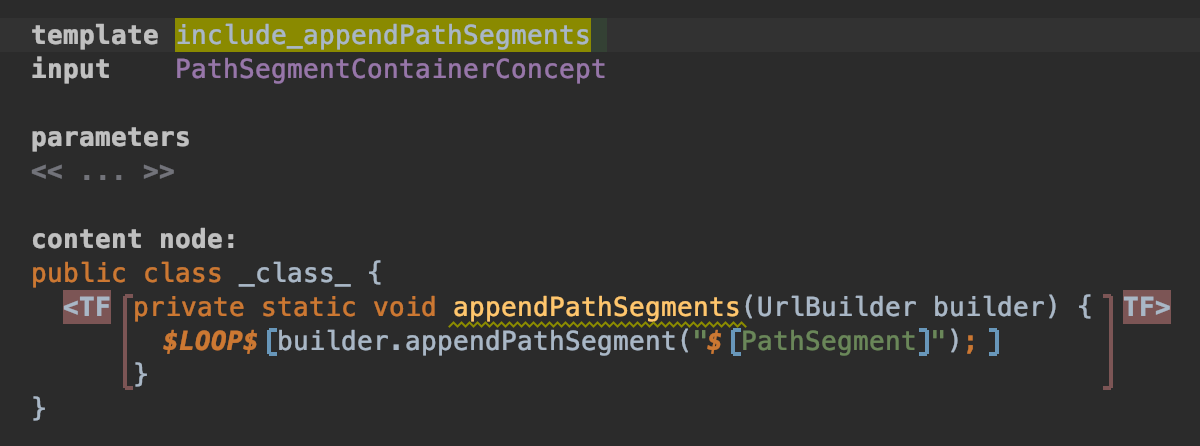 template include_appendPathSegments
input PathSegmentContainerConcept
parameters
<< ... >>
content node:
public class _class_ {
<TF [private static void appendPathSegments(UrlBuilder builder) { ] TF>
$LOOP$[builder.appendPathSegment("$[PathSegment]"); ]
}
}